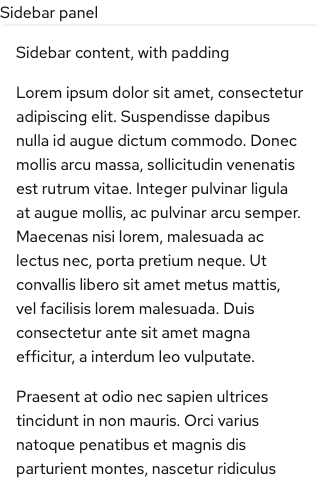 Sidebar panel
Sidebar content, with padding
Lorem ipsum dolor sit amet, consectetur
adipiscing elit. Suspendisse dapibus
nulla id augue dictum commodo. Donec
mollis arcu massa, sollicitudin venenatis
est rutrum vitae. Integer pulvinar ligula
at augue mollis, ac pulvinar arcu semper.
Maecenas nisi lorem, malesuada ac
lectus nec, porta pretium neque. Ut
convallis libero sit amet metus mattis,
vel facilisis lorem malesuada. Duis
consectetur ante sit amet magna
efficitur, a interdum leo vulputate.
Praesent at odio nec sapien ultrices
tincidunt in non mauris. Orci varius
natoque penatibus et magnis dis
parturient montes, nascetur ridiculus